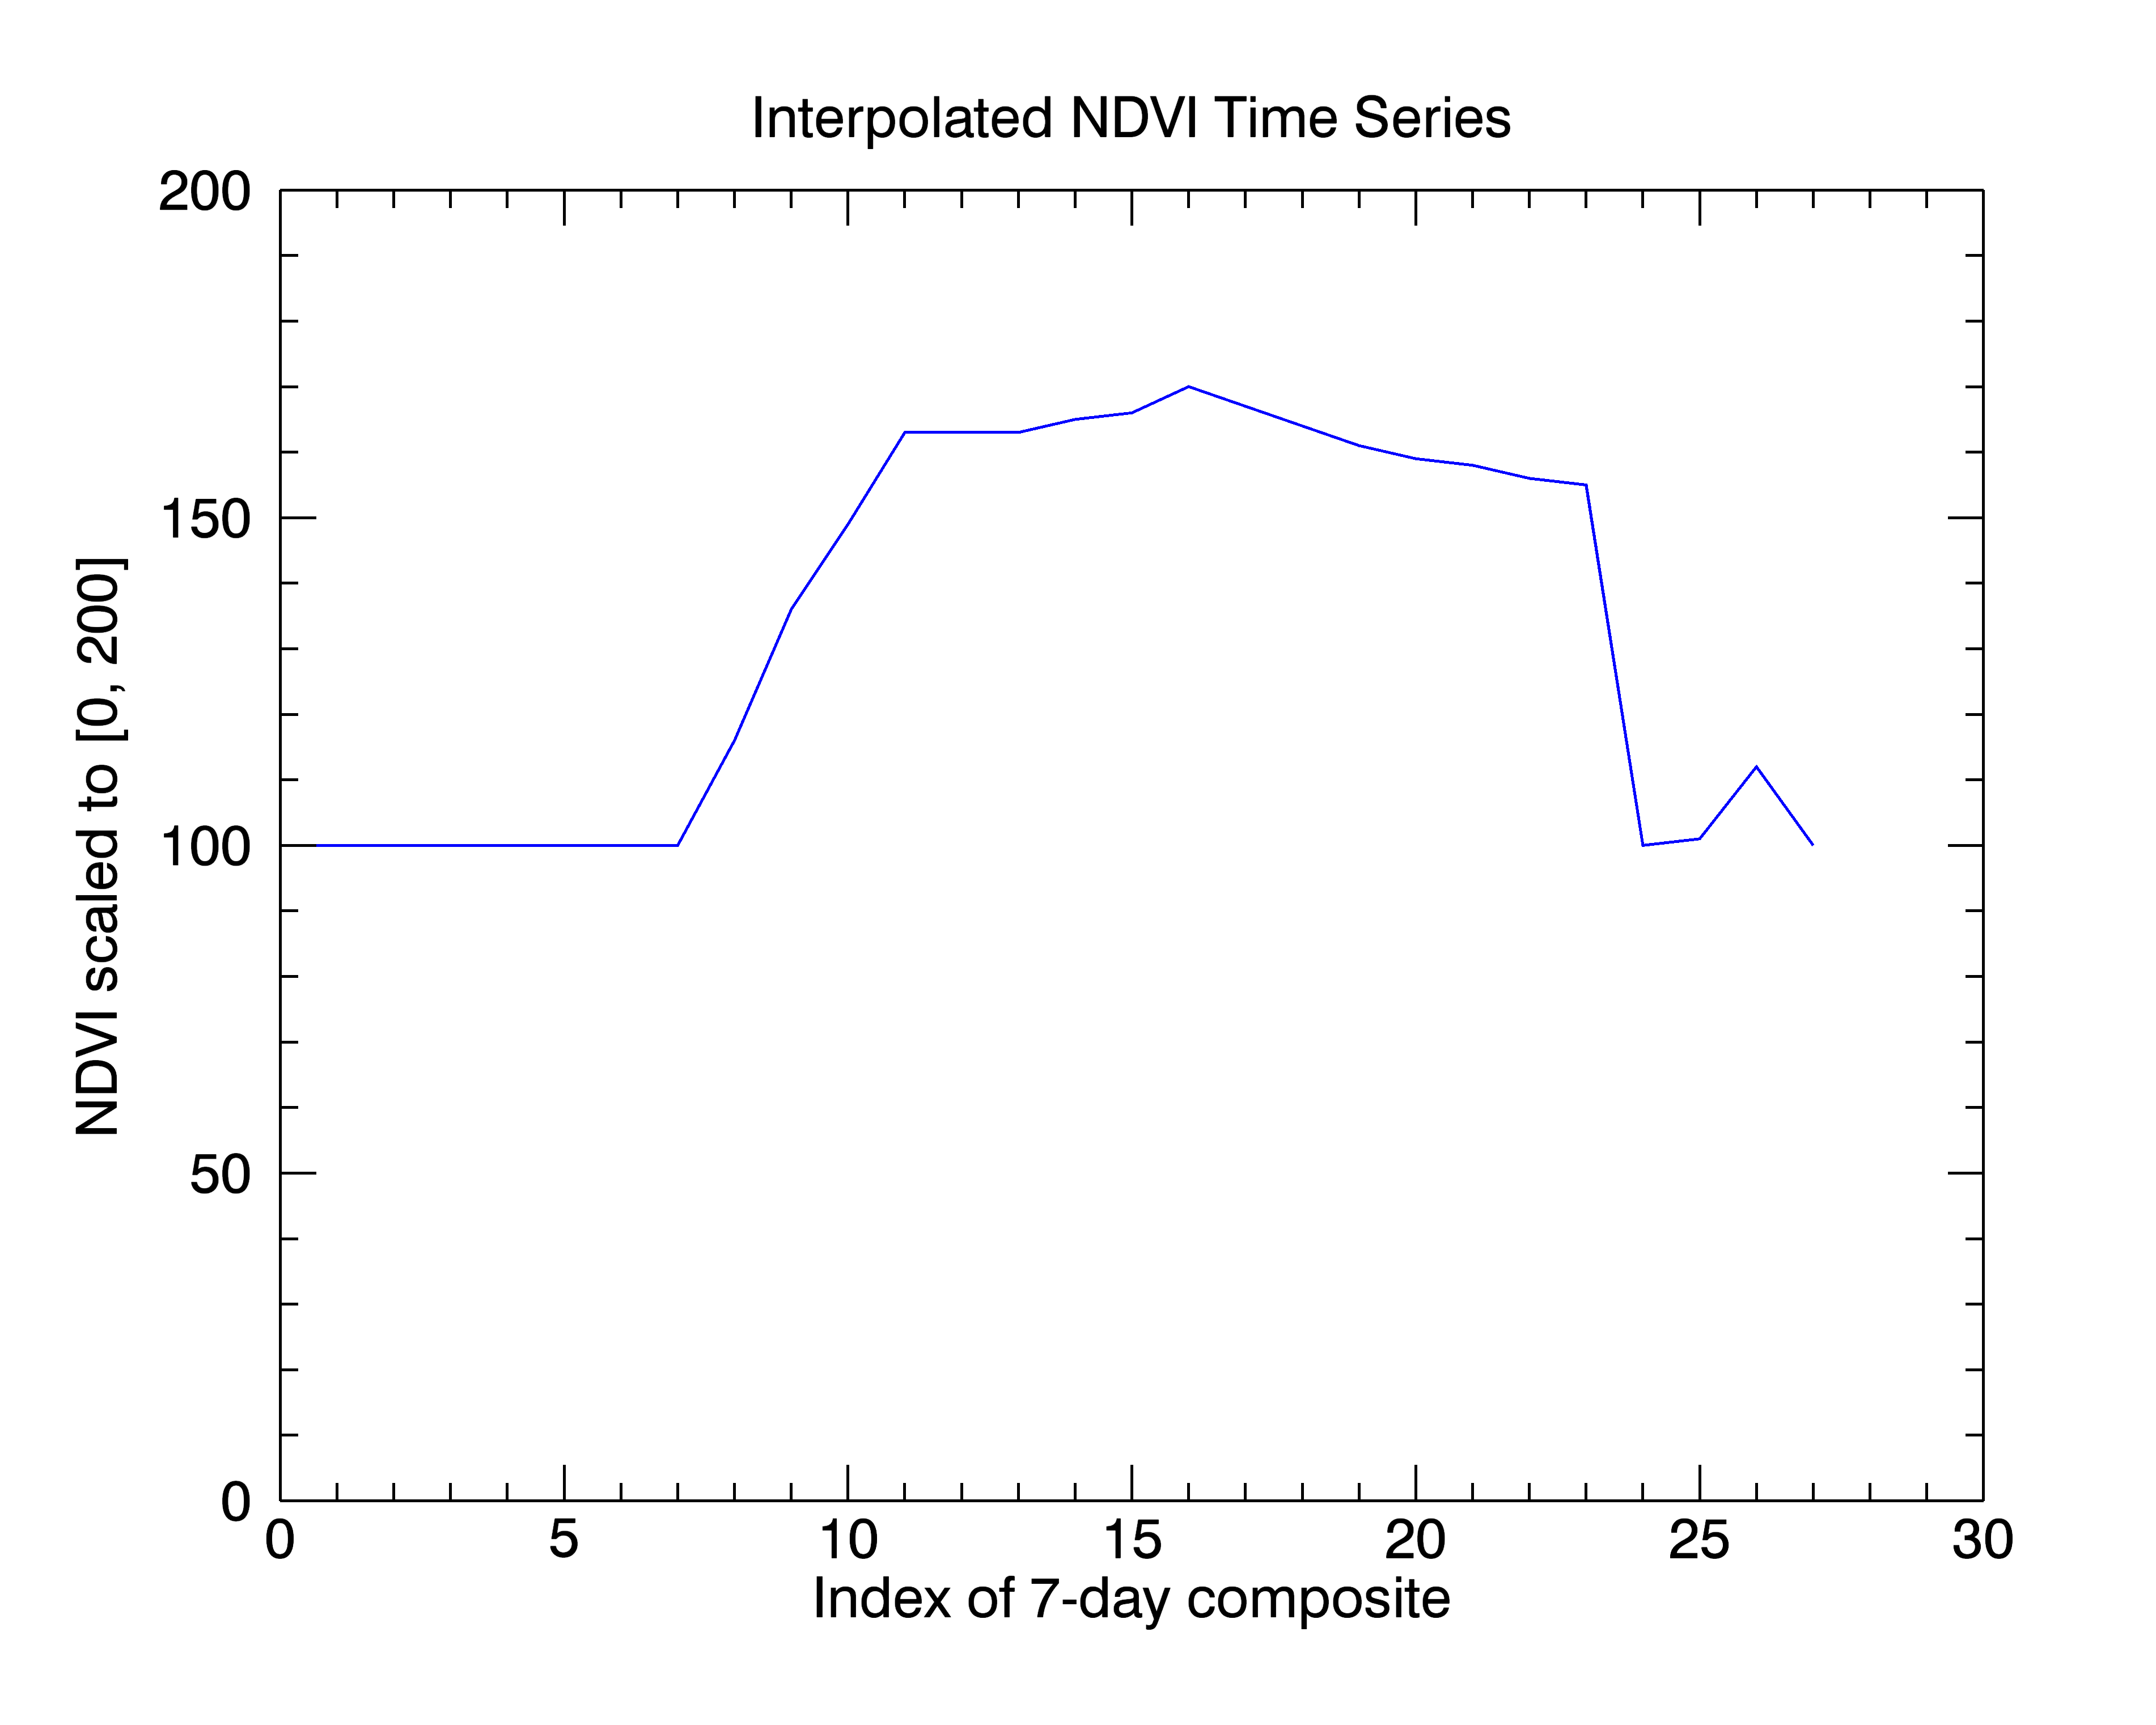 Interpolated NDVI Time Series
200
150
100
50
0
NDVI scaled to [0, 200]
0 5 10 15 20 25 30
Index of 7-day composite